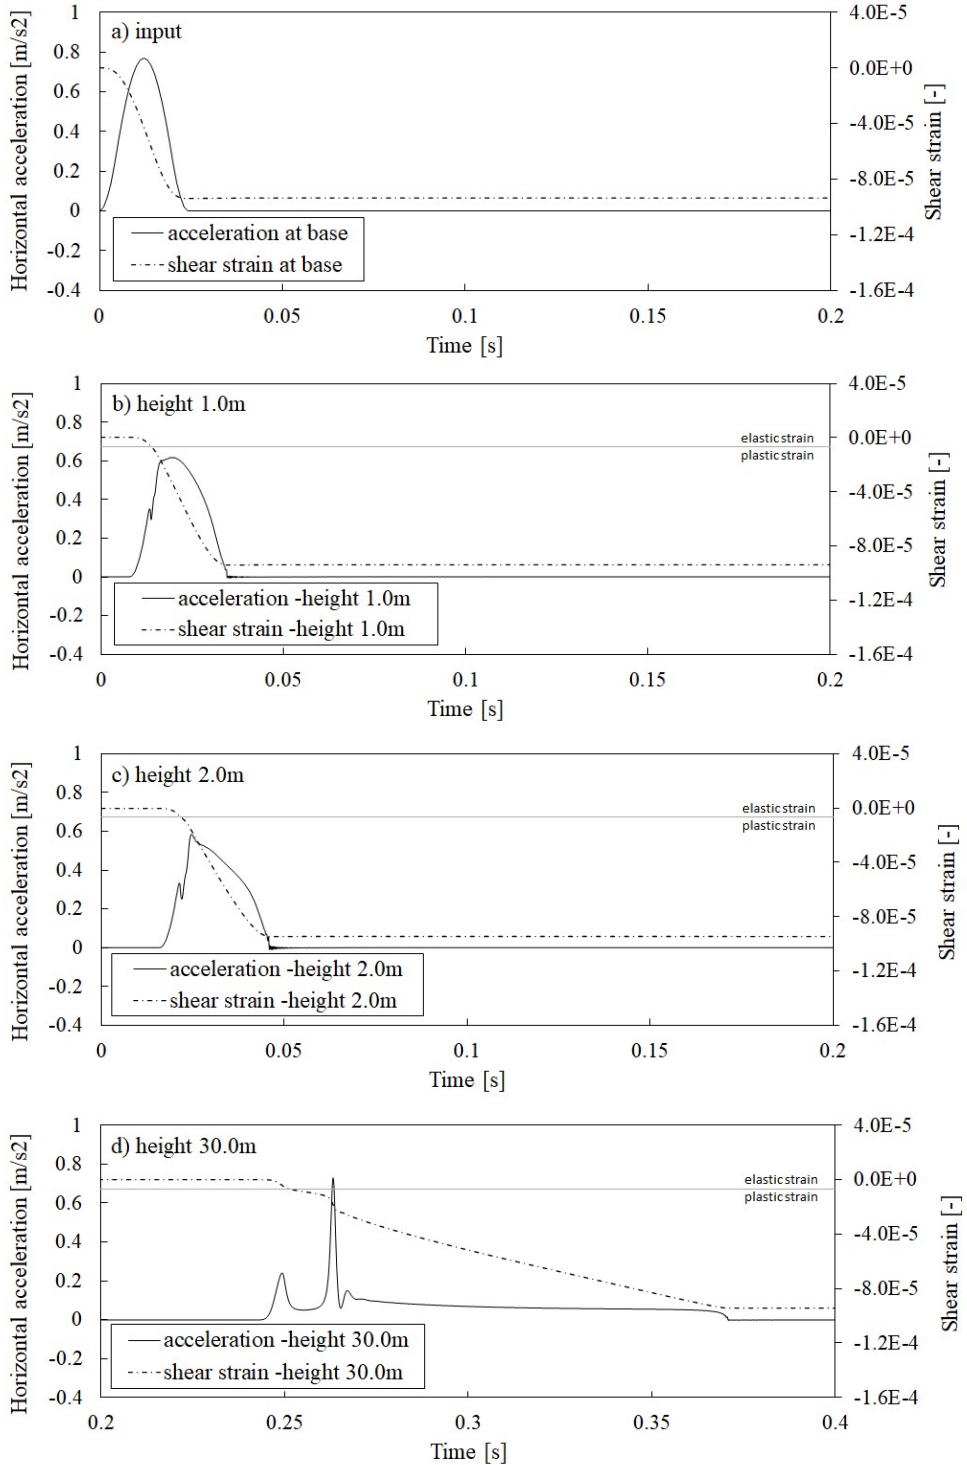 a) input
Horizontal acceleration [m/s2]
1
0.8
0.6
0.4
0.2
0
-0.2
-0.4
4.0E-5
0.0E+0
-4.0E-5
-8.0E-5
-1.2E-4
-1.6E-4
Shear strain [-]
acceleration at base
shear strain at base
0 0.05 0.1 0.15 0.2
Time [s]
b) height 1.0m
Horizontal acceleration [m/s2]
1
0.8
0.6
0.4
0.2
0
-0.2
-0.4
elastic strain
plastic strain
4.0E-5
0.0E+0
-4.0E-5
-8.0E-5
-1.2E-4
-1.6E-4
Shear strain [-]
acceleration -height 1.0m
shear strain -height 1.0m
0 0.05 0.1 0.15 0.2
Time [s]
c) height 2.0m
Horizontal acceleration [m/s2]
1
0.8
0.6
0.4
0.2
0
-0.2
-0.4
elastic strain
plastic strain
4.0E-5
0.0E+0
-4.0E-5
-8.0E-5
-1.2E-4
-1.6E-4
Shear strain [-]
acceleration -height 2.0m
shear strain -height 2.0m
0 0.05 0.1 0.15 0.2
Time [s]
d) height 30.0m
Horizontal acceleration [m/s2]
1
0.8
0.6
0.4
0.2
0
-0.2
-0.4
elastic strain
plastic strain
4.0E-5
0.0E+0
-4.0E-5
-8.0E-5
-1.2E-4
-1.6E-4
Shear strain [-]
acceleration -height 30.0m
shear strain -height 30.0m
0.2 0.25 0.3 0.35 0.4
Time [s]